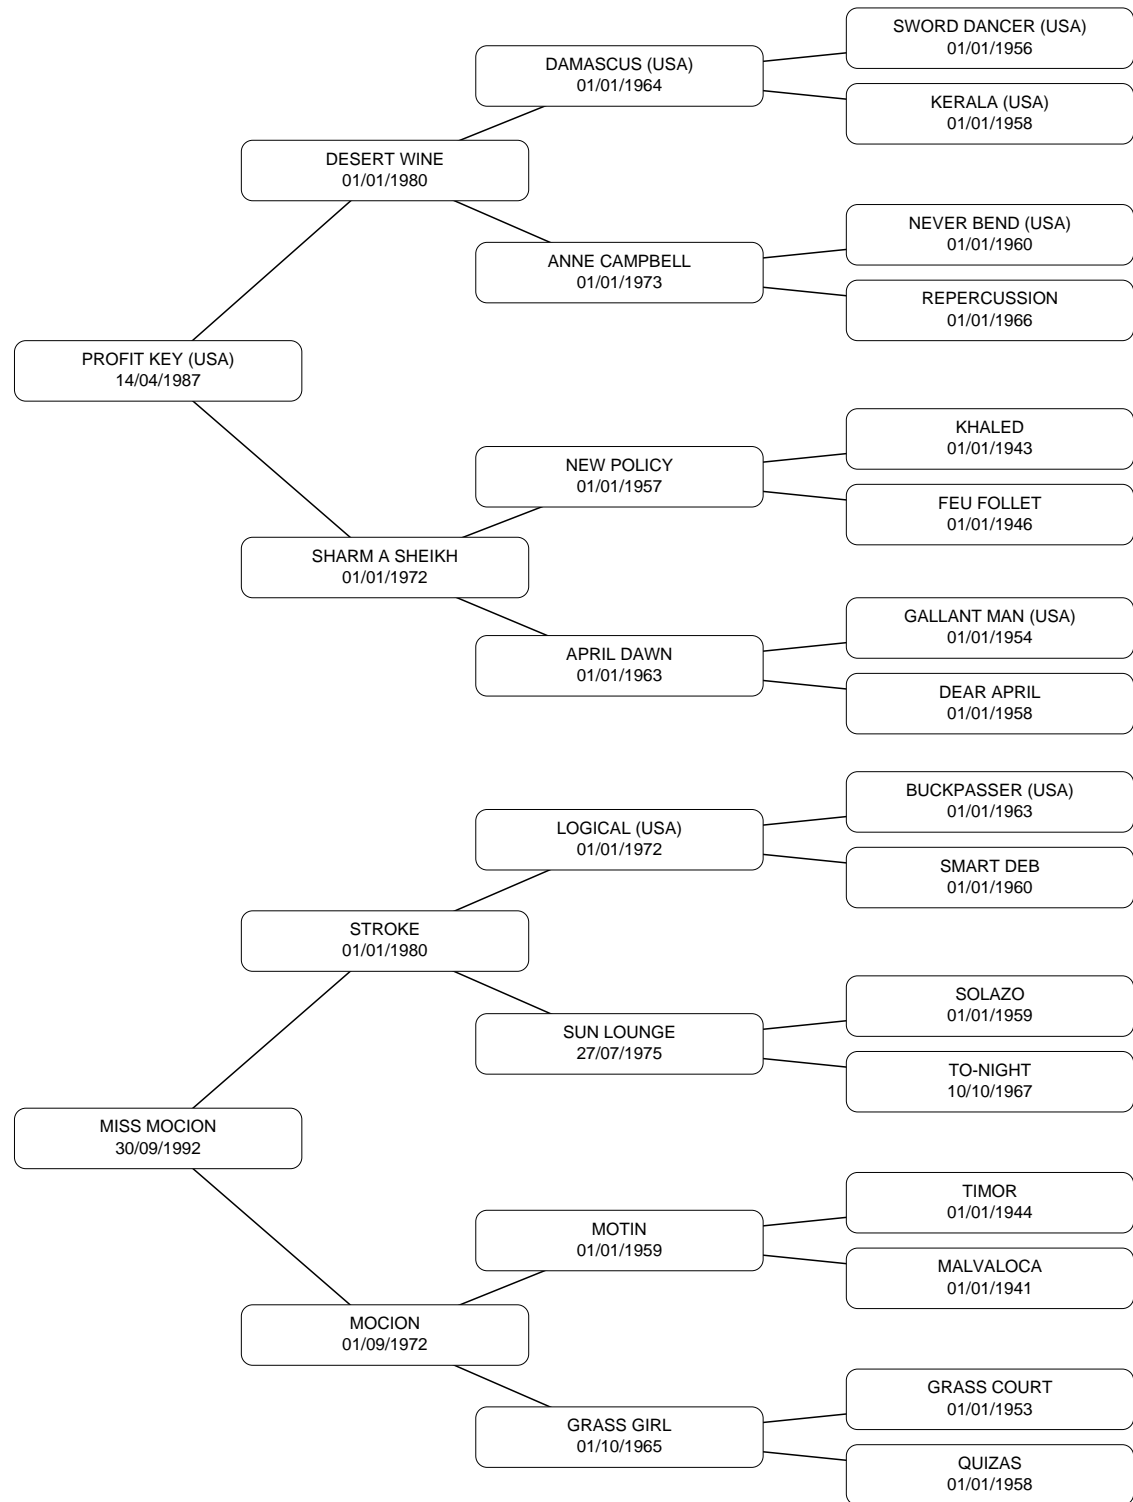 SWORD DANCER (USA)
01/01/1956
DAMASCUS (USA)
01/01/1964
KERALA (USA)
01/01/1958
DESERT WINE
01/01/1980
NEVER BEND (USA)
01/01/1960
ANNE CAMPBELL
01/01/1973
REPERCUSSION
01/01/1966
PROFIT KEY (USA)
14/04/1987
KHALED
01/01/1943
NEW POLICY
01/01/1957
FEU FOLLET
01/01/1946
SHARM A SHEIKH
01/01/1972
GALLANT MAN (USA)
01/01/1954
APRIL DAWN
01/01/1963
DEAR APRIL
01/01/1958
BUCKPASSER (USA)
01/01/1963
LOGICAL (USA)
01/01/1972
SMART DEB
01/01/1960
STROKE
01/01/1980
SOLAZO
01/01/1959
SUN LOUNGE
27/07/1975
TO-NIGHT
10/10/1967
MISS MOCION
30/09/1992
TIMOR
01/01/1944
MOTIN
01/01/1959
MALVALOCA
01/01/1941
MOCION
01/09/1972
GRASS COURT
01/01/1953
GRASS GIRL
01/10/1965
QUIZAS
01/01/1958